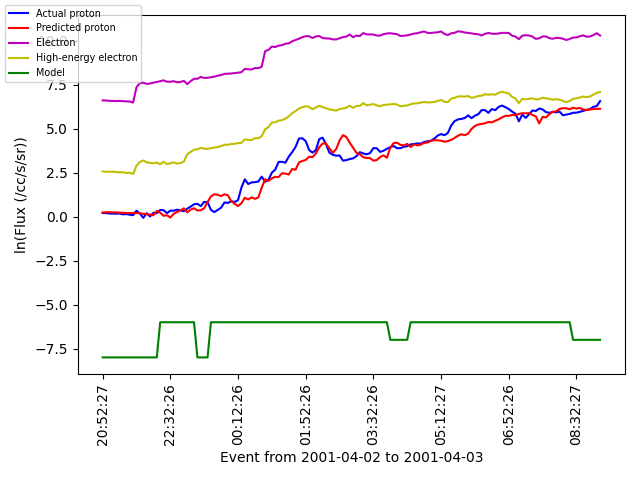 Actual proton
Predicted proton
Electron
High-energy electron
Model
7.5
5.0
2.5
0.0
−2.5
−5.0
−7.5
ln(Flux (/cc/s/sr))
20:52:27
22:32:26
00:12:26
01:52:26
03:32:26
05:12:27
06:52:26
08:32:27
Event from 2001-04-02 to 2001-04-03